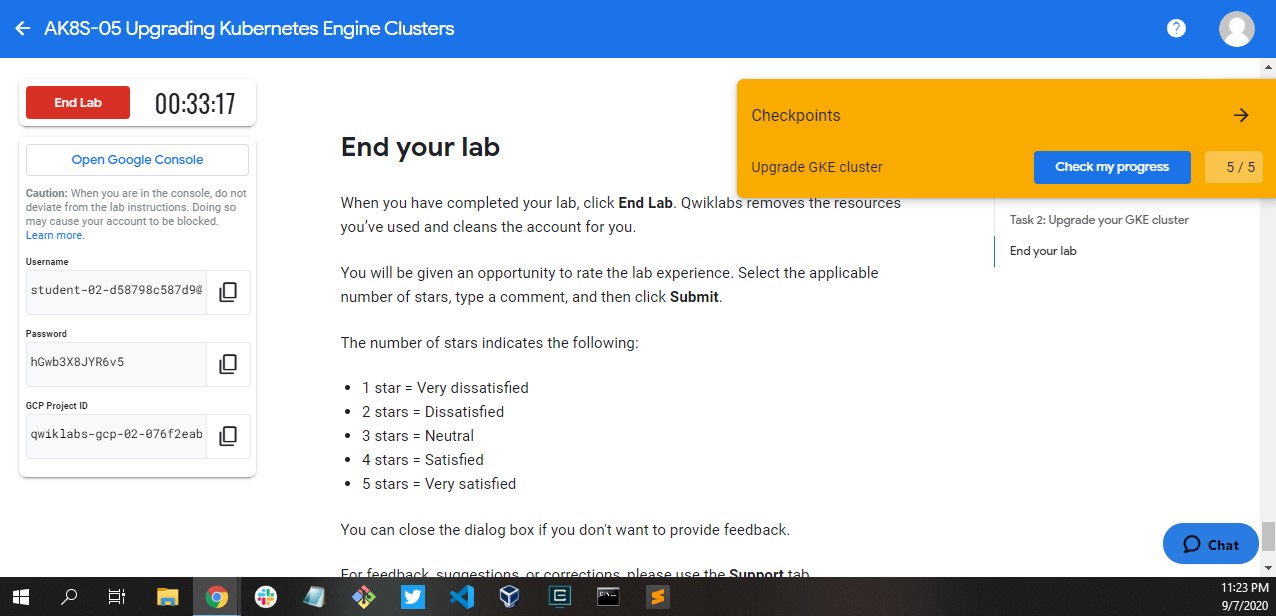 AK8S-05 Upgrading Kubernetes Engine Clusters
?
End Lab
00:33:17
Open Google Console
Caution: When you are in the console, do not
deviate from the lab instructions. Doing so
may cause your account to be blocked.
Learn more.
Username
student-02-d58798c587d9@
Password
hGwb3X8JYR6v5
GCP Project ID
qwiklabs-gcp-02-076f2eab
End your lab
When you have completed your lab, click End Lab. Qwiklabs removes the resources
you’ve used and cleans the account for you.
You will be given an opportunity to rate the lab experience. Select the applicable
number of stars, type a comment, and then click Submit.
The number of stars indicates the following:
• 1 star = Very dissatisfied
• 2 stars = Dissatisfied
• 3 stars = Neutral
• 4 stars = Satisfied
• 5 stars = Very satisfied
You can close the dialog box if you don't want to provide feedback.
For feedback, suggestions, or corrections, please use the Support tab.
Checkpoints
Upgrade GKE cluster
Check my progress
5 / 5
Task 2: Upgrade your GKE cluster
End your lab
Chat
11:23 PM
9/7/2020